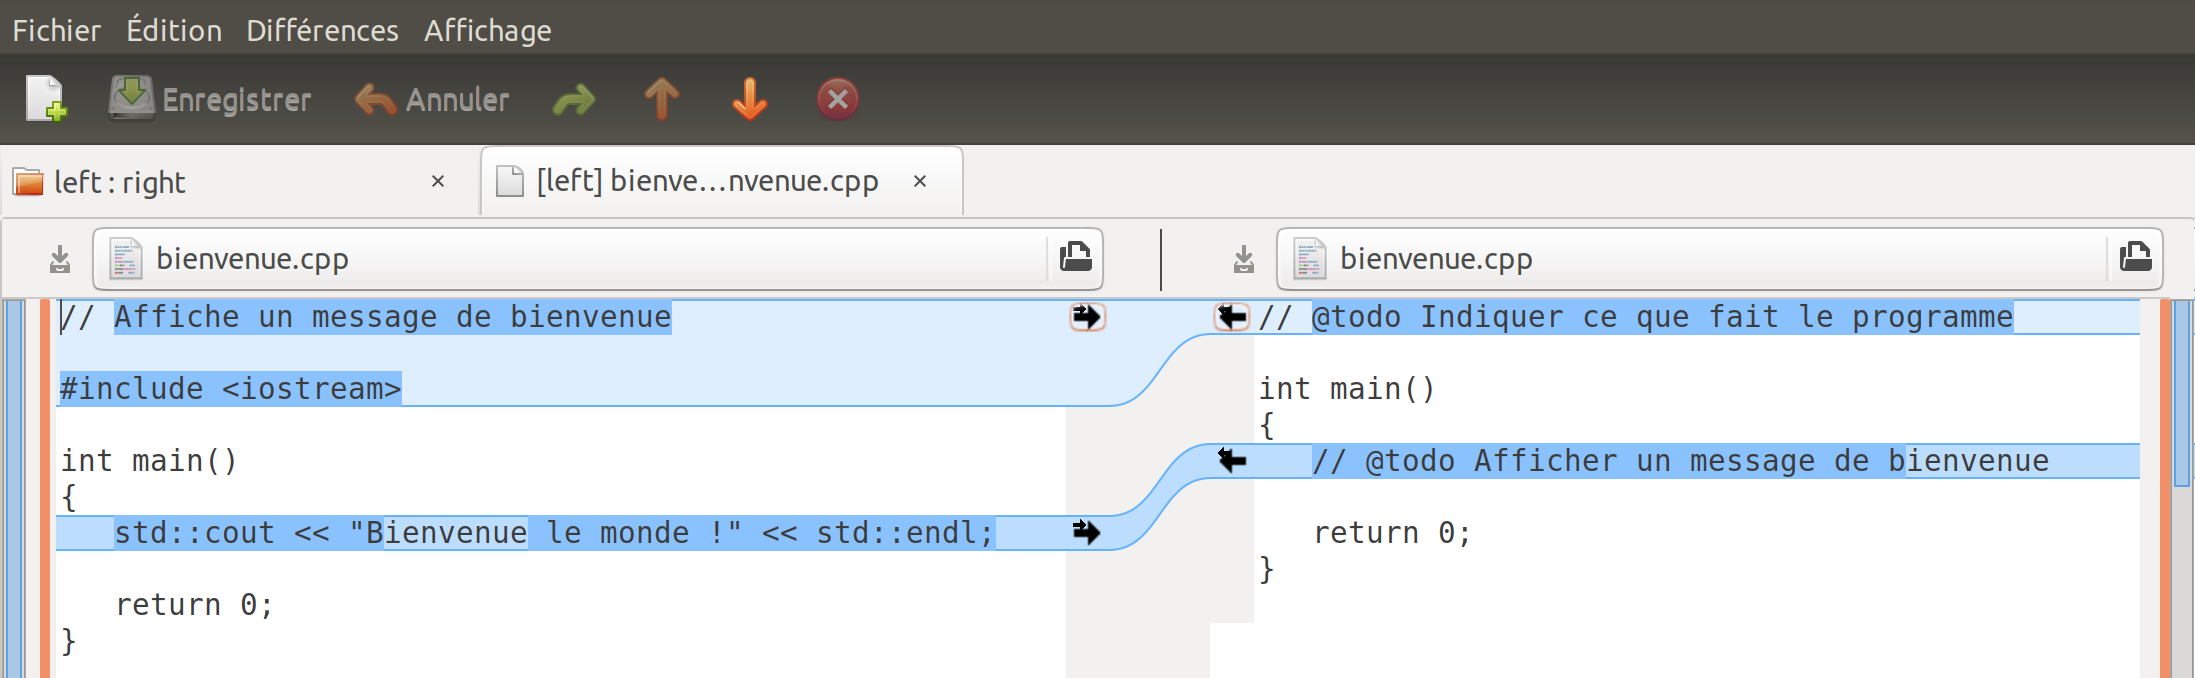 Fichier Édition Différences Affichage
Enregistrer Annuler
left : right × [left] bienve...nvenue.cpp ×
bienvenue.cpp
// Affiche un message de bienvenue

#include <iostream>

int main()
{
   std::cout << "Bienvenue le monde !" << std::endl;

   return 0;
}
bienvenue.cpp
// @todo Indiquer ce que fait le programme

int main()
{
   // @todo Afficher un message de bienvenue

   return 0;
}